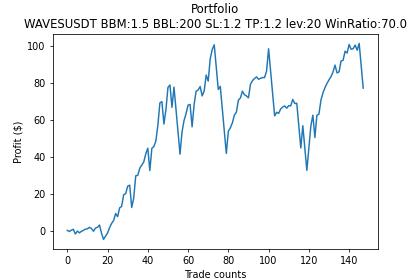 Portfolio
WAVESUSDT BBM:1.5 BBL:200 SL:1.2 TP:1.2 lev:20 WinRatio:70.0
100
80
60
40
20
0
Profit ($)
0 20 40 60 80 100 120 140
Trade counts